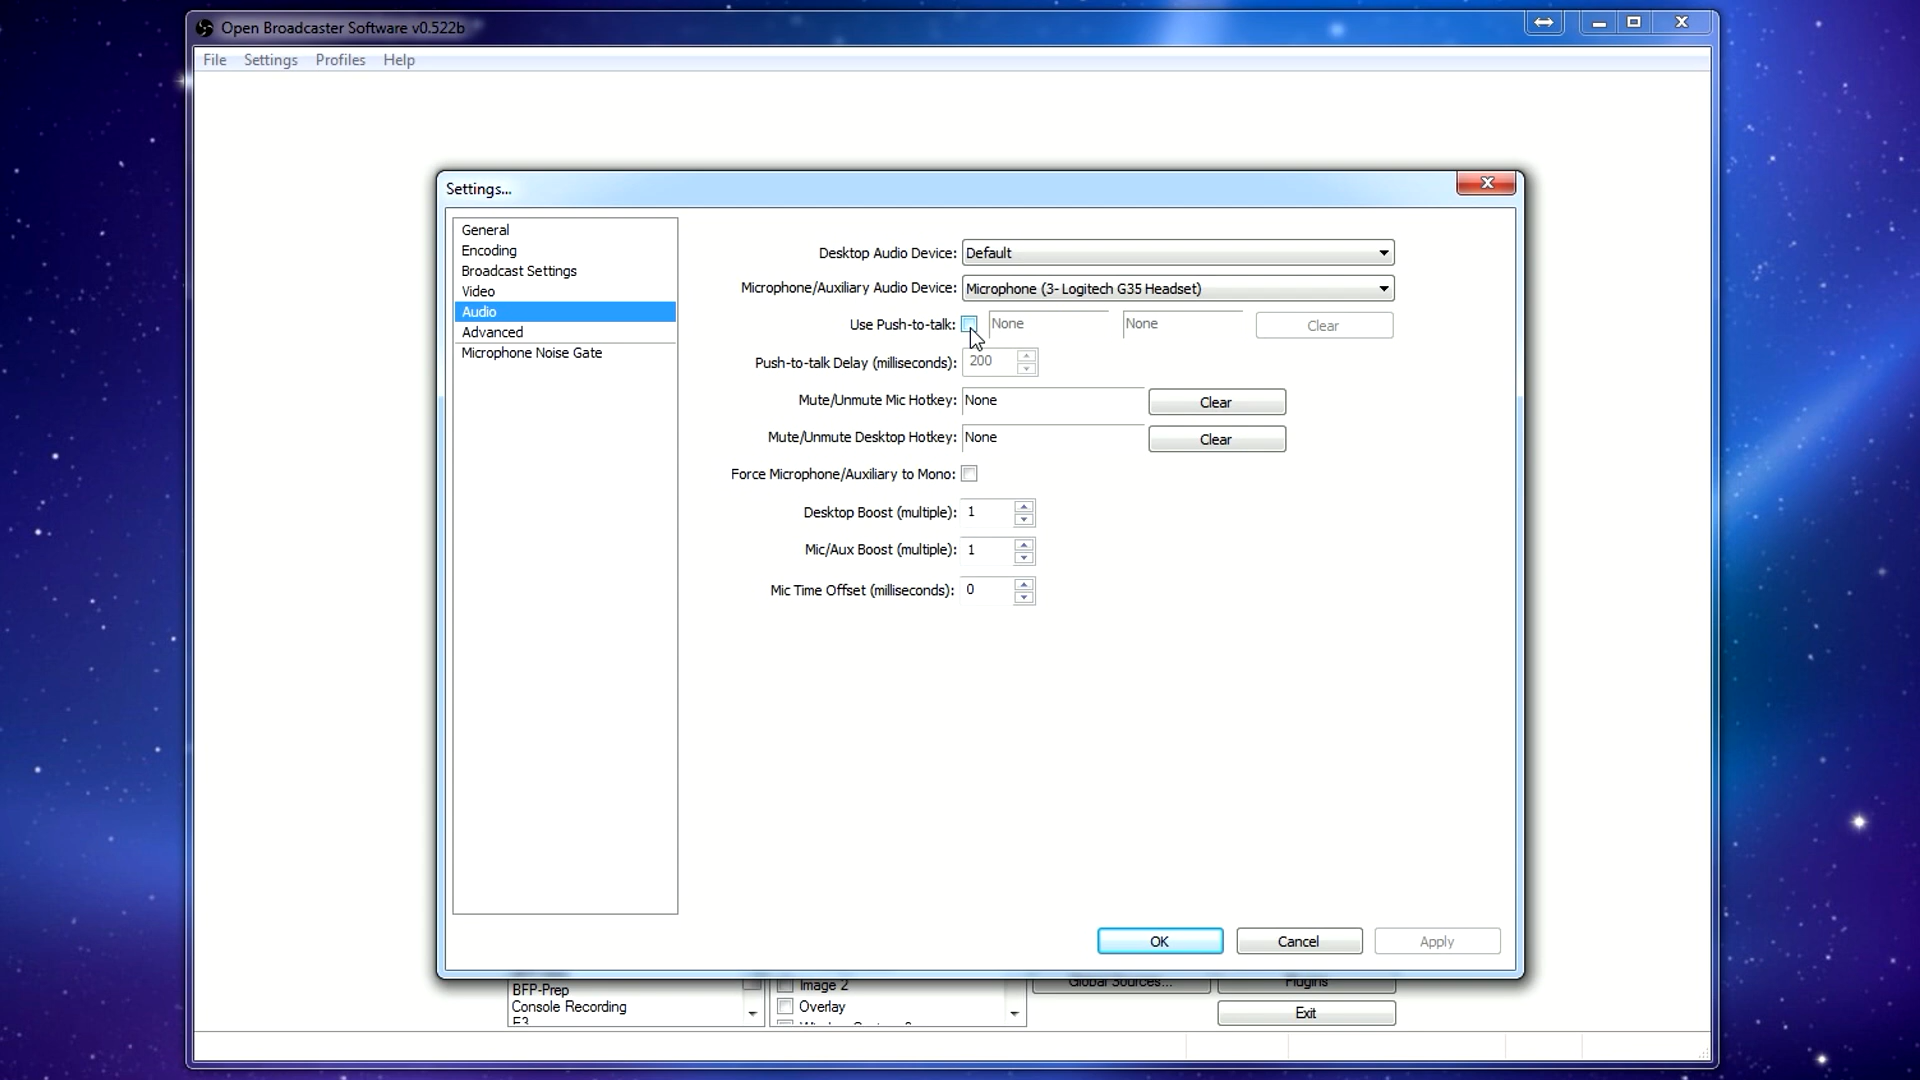 Open Broadcaster Software v0.522b
File Settings Profiles Help
Settings...
General
Encoding
Broadcast Settings
Video
Audio
Advanced
Microphone Noise Gate
Desktop Audio Device: Default
Microphone/Auxiliary Audio Device: Microphone (3- Logitech G35 Headset)
Use Push-to-talk: None None Clear
Push-to-talk Delay (milliseconds): 200
Mute/Unmute Mic Hotkey: None Clear
Mute/Unmute Desktop Hotkey: None Clear
Force Microphone/Auxiliary to Mono:
Desktop Boost (multiple): 1
Mic/Aux Boost (multiple): 1
Mic Time Offset (milliseconds): 0
OK Cancel Apply
BFP-Prep
Console Recording
E3
Image 2
Overlay
Global Sources...
Plugins
Exit